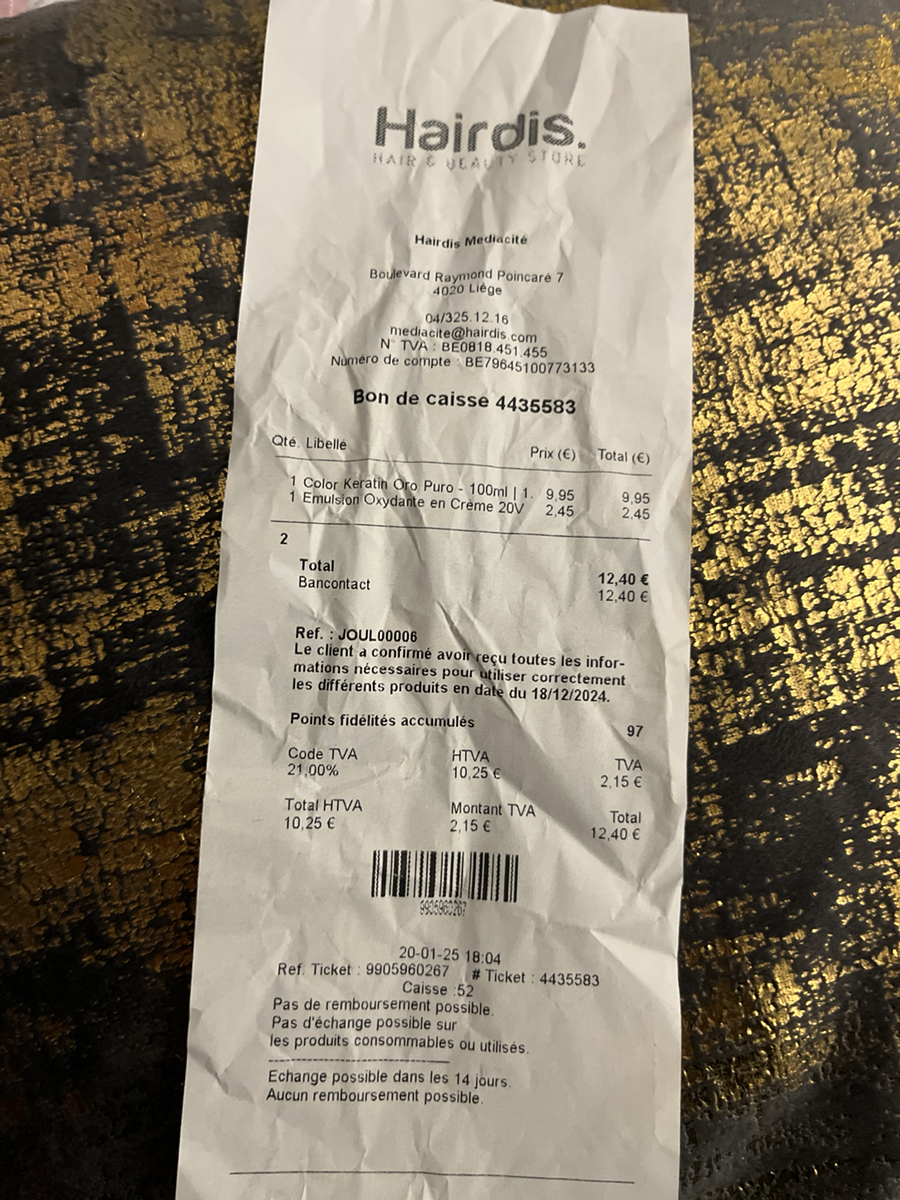 Hairdis.
HAIR & BEAUTY STORE
Hairdis Mediacité
Boulevard Raymond Poincaré 7
4020 Liège
04/325.12.16
mediacite@hairdis.com
N° TVA : BE0818.451.455
Numéro de compte : BE79645100773133
Bon de caisse 4435583
Qté. Libellé Prix (€) Total (€)
1 Color Keratin Oro Puro - 100ml | 1. 9,95 9,95
1 Emulsion Oxydante en Crème 20V 2,45 2,45
2
Total 12,40 €
Bancontact 12,40 €
Ref. : JOUL00006
Le client a confirmé avoir reçu toutes les infor-
mations nécessaires pour utiliser correctement
les différents produits en date du 18/12/2024.
Points fidélités accumulés 97
Code TVA HTVA TVA
21,00% 10,25 € 2,15 €
Total HTVA Montant TVA Total
10,25 € 2,15 € 12,40 €
9905960267
20-01-25 18:04
Ref. Ticket : 9905960267 # Ticket : 4435583
Caisse :52
Pas de remboursement possible.
Pas d'échange possible sur
les produits consommables ou utilisés.
Echange possible dans les 14 jours.
Aucun remboursement possible.